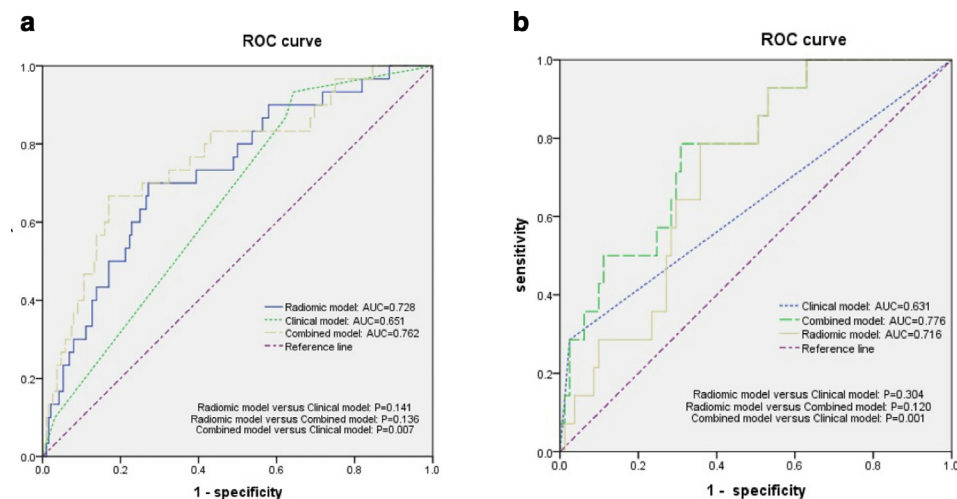 a
ROC curve
1.0
0.8
0.6
0.4
0.2
0.0
Radiomic model: AUC=0.728
Clinical model: AUC=0.651
Combined model: AUC=0.762
Reference line
Radiomic model versus Clinical model: P=0.141
Radiomic model versus Combined model: P=0.136
Combined model versus Clinical model: P=0.007
0.0 0.2 0.4 0.6 0.8 1.0
1 - specificity
b
ROC curve
sensitivity
1.0
0.8
0.6
0.4
0.2
0.0
Clinical model: AUC=0.631
Combined model: AUC=0.776
Radiomic model: AUC=0.716
Reference line
Radiomic model versus Clinical model: P=0.304
Radiomic model versus Combined model: P=0.120
Combined model versus Clinical model: P=0.001
0.0 0.2 0.4 0.6 0.8 1.0
1 - specificity